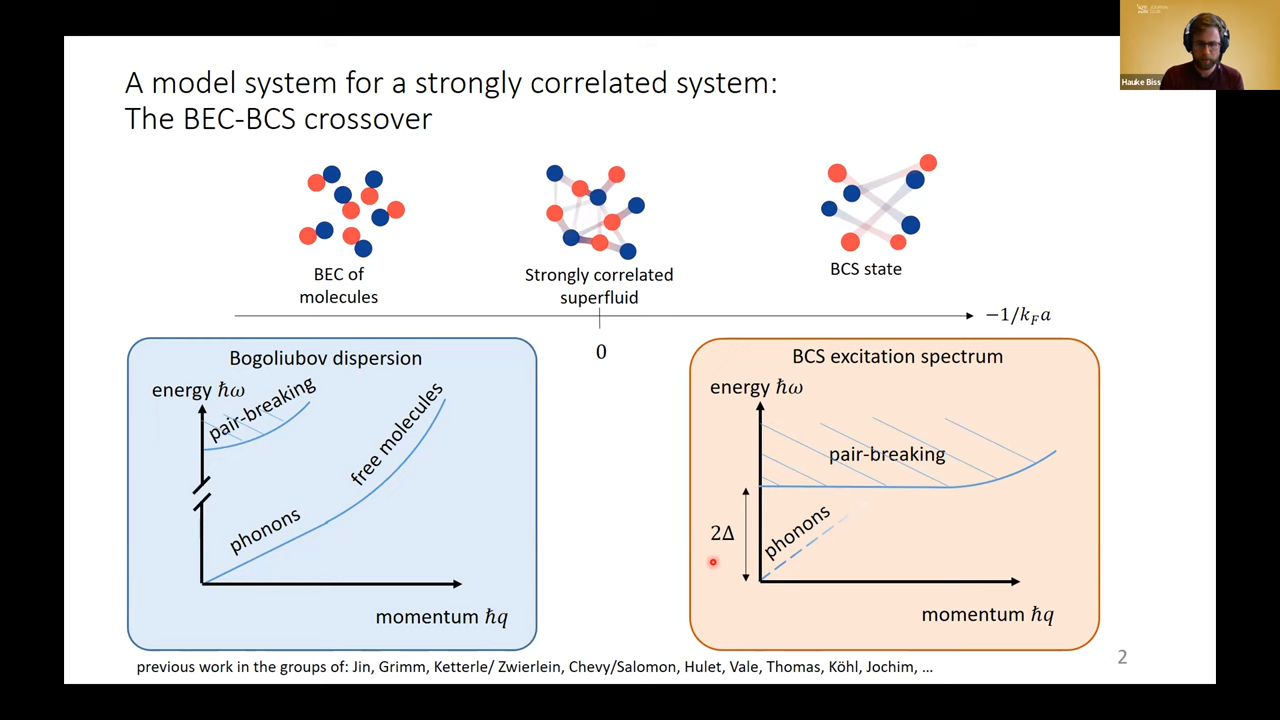 A model system for a strongly correlated system:
The BEC-BCS crossover
BEC of
molecules
Strongly correlated
superfluid
BCS state
−1/k_F a
0
Bogoliubov dispersion
energy ℏω
pair-breaking
free molecules
phonons
momentum ℏq
BCS excitation spectrum
energy ℏω
pair-breaking
2Δ
phonons
momentum ℏq
previous work in the groups of: Jin, Grimm, Ketterle/ Zwierlein, Chevy/Salomon, Hulet, Vale, Thomas, Köhl, Jochim, ...
2
Hauke Biss